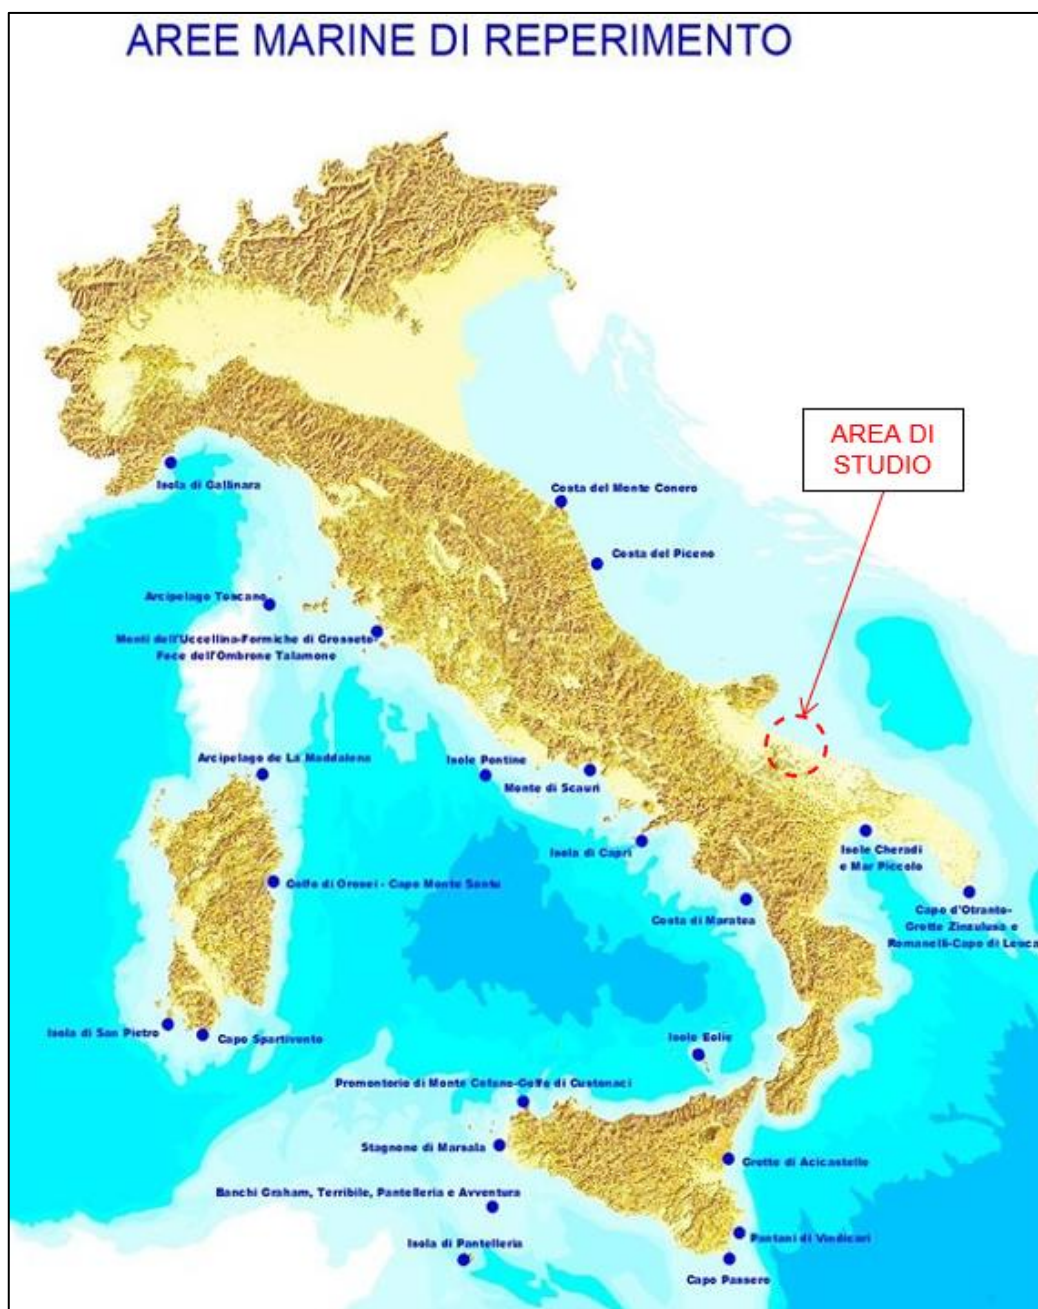 AREE MARINE DI REPERIMENTO
AREA DI
STUDIO
Isola di Gallinara
Costa del Monte Conero
Costa del Piceno
Arcipelago Toscano
Monti dell'Uccellina-Formiche di Grosseto-
Foce dell'Ombrone Talamone
Arcipelago de La Maddalena
Isole Pontine
Monte di Scauri
Isola di Capri
Isole Cheradi
e Mar Piccolo
Golfo di Orosei - Capo Monte Santu
Costa di Maratea
Capo d'Otranto-
Grotte Zinzulusa e
Romanelli-Capo di Leuca
Isola di San Pietro
Capo Spartivento
Isole Eolie
Promontorio di Monte Cofano-Golfo di Custonaci
Stagnone di Marsala
Grotte di Acicastello
Banchi Graham, Terribile, Pantelleria e Avventura
Pantani di Vindicari
Isola di Pantelleria
Capo Passero